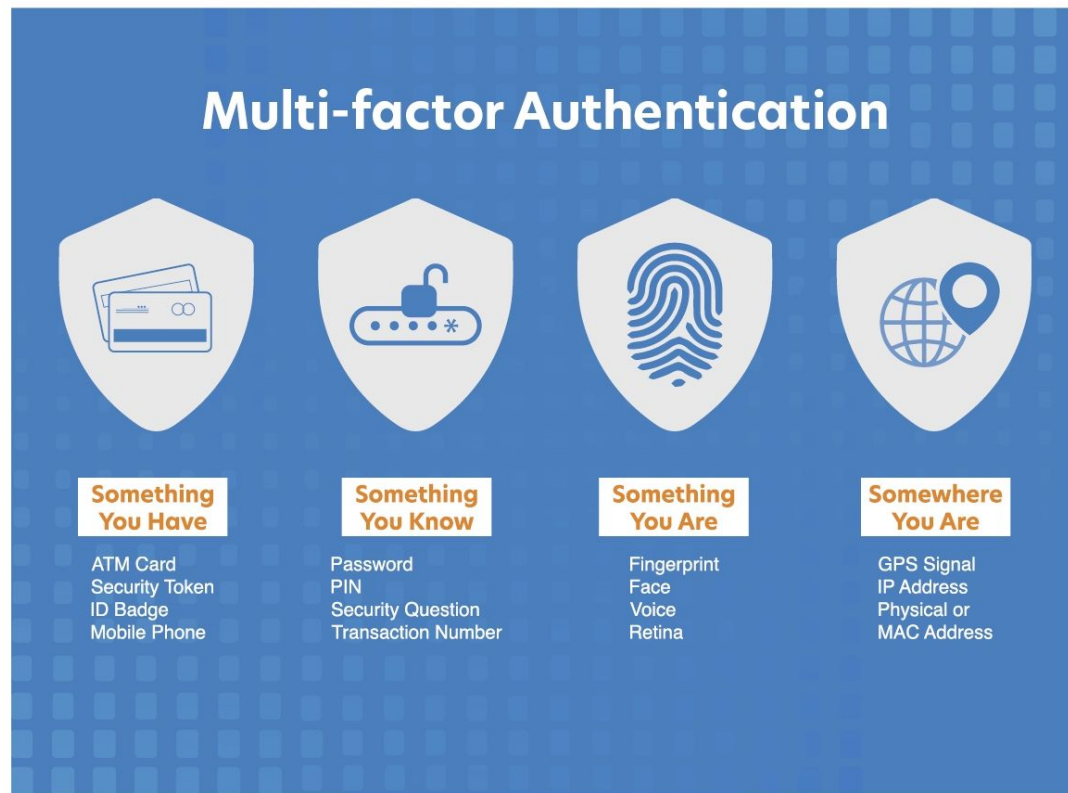 Multi-factor Authentication
Something
You Have
ATM Card
Security Token
ID Badge
Mobile Phone
Something
You Know
Password
PIN
Security Question
Transaction Number
Something
You Are
Fingerprint
Face
Voice
Retina
Somewhere
You Are
GPS Signal
IP Address
Physical or
MAC Address